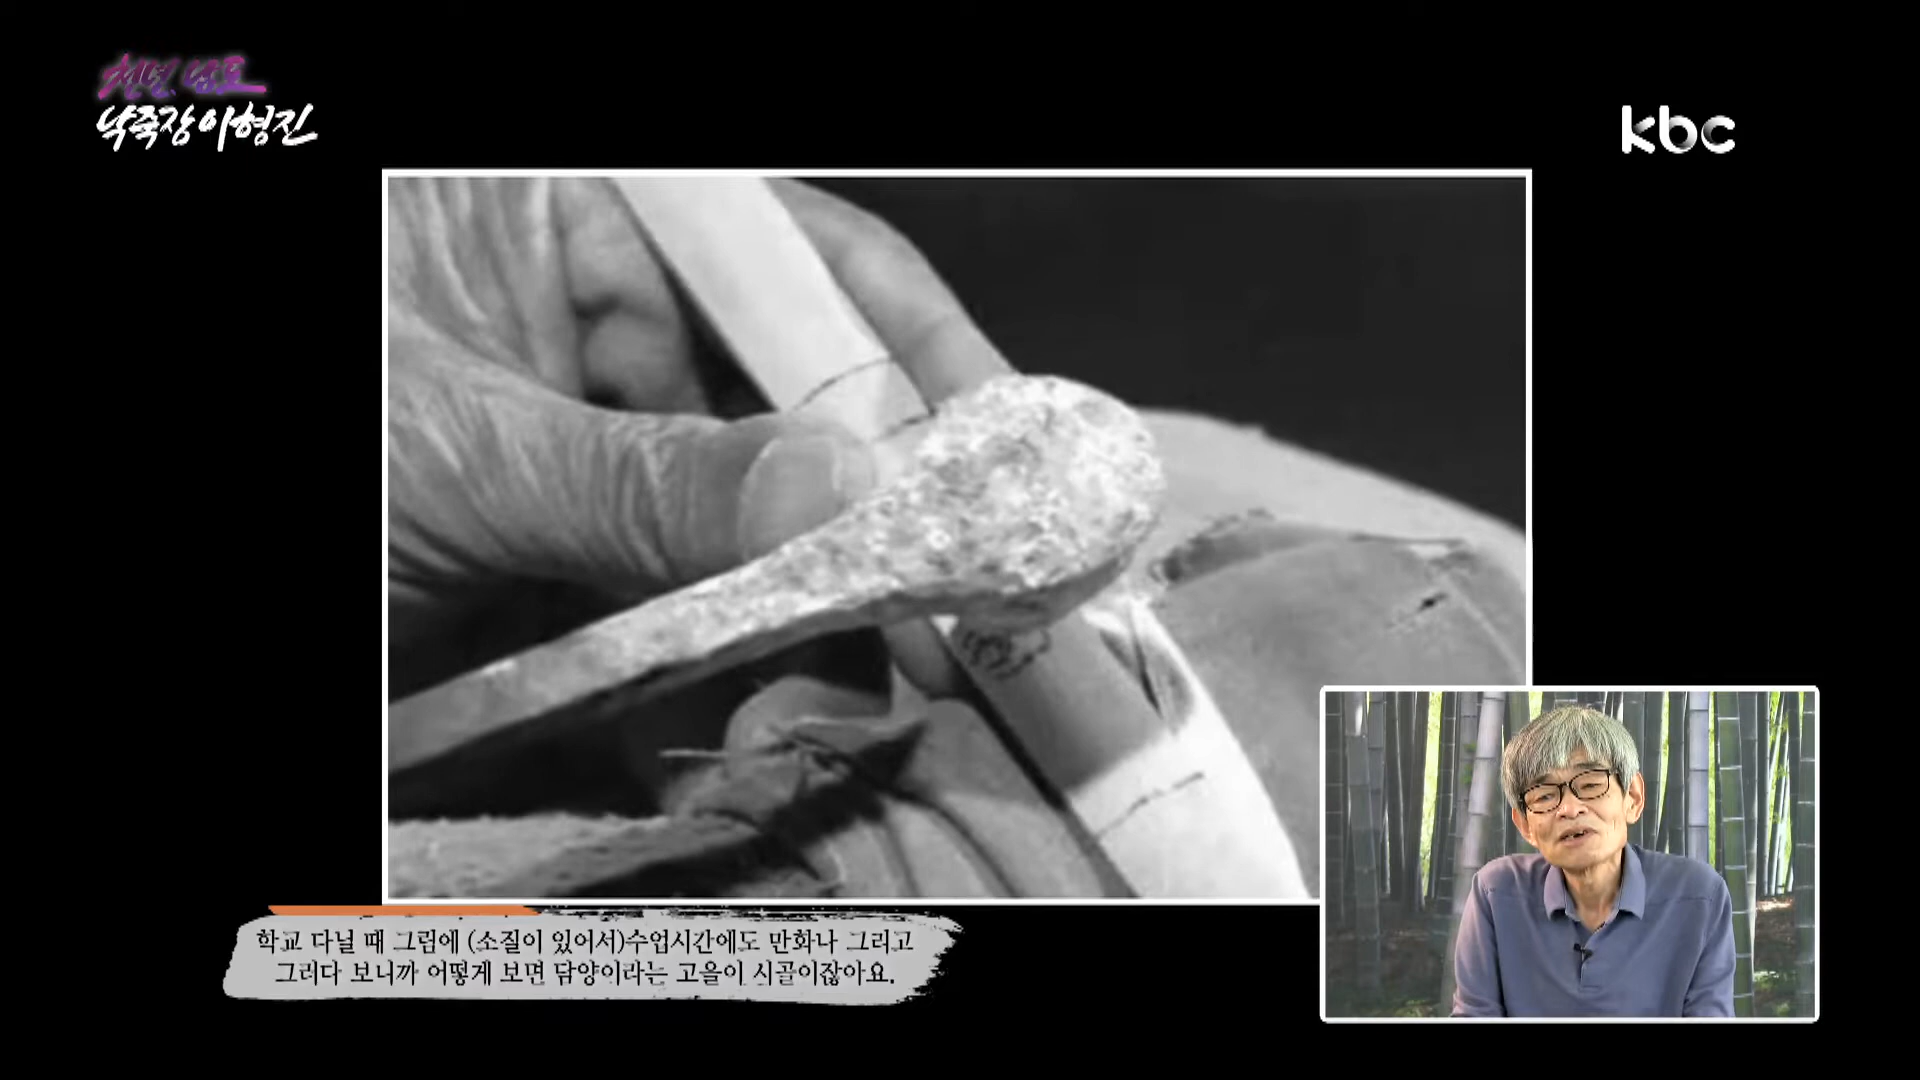 천년 남도
낙죽장 이형진
kbc
학교 다닐 때 그림에 (소질이 있어서)수업시간에도 만화나 그리고
그러다 보니까 어떻게 보면 담양이라는 고을이 시골이잖아요.